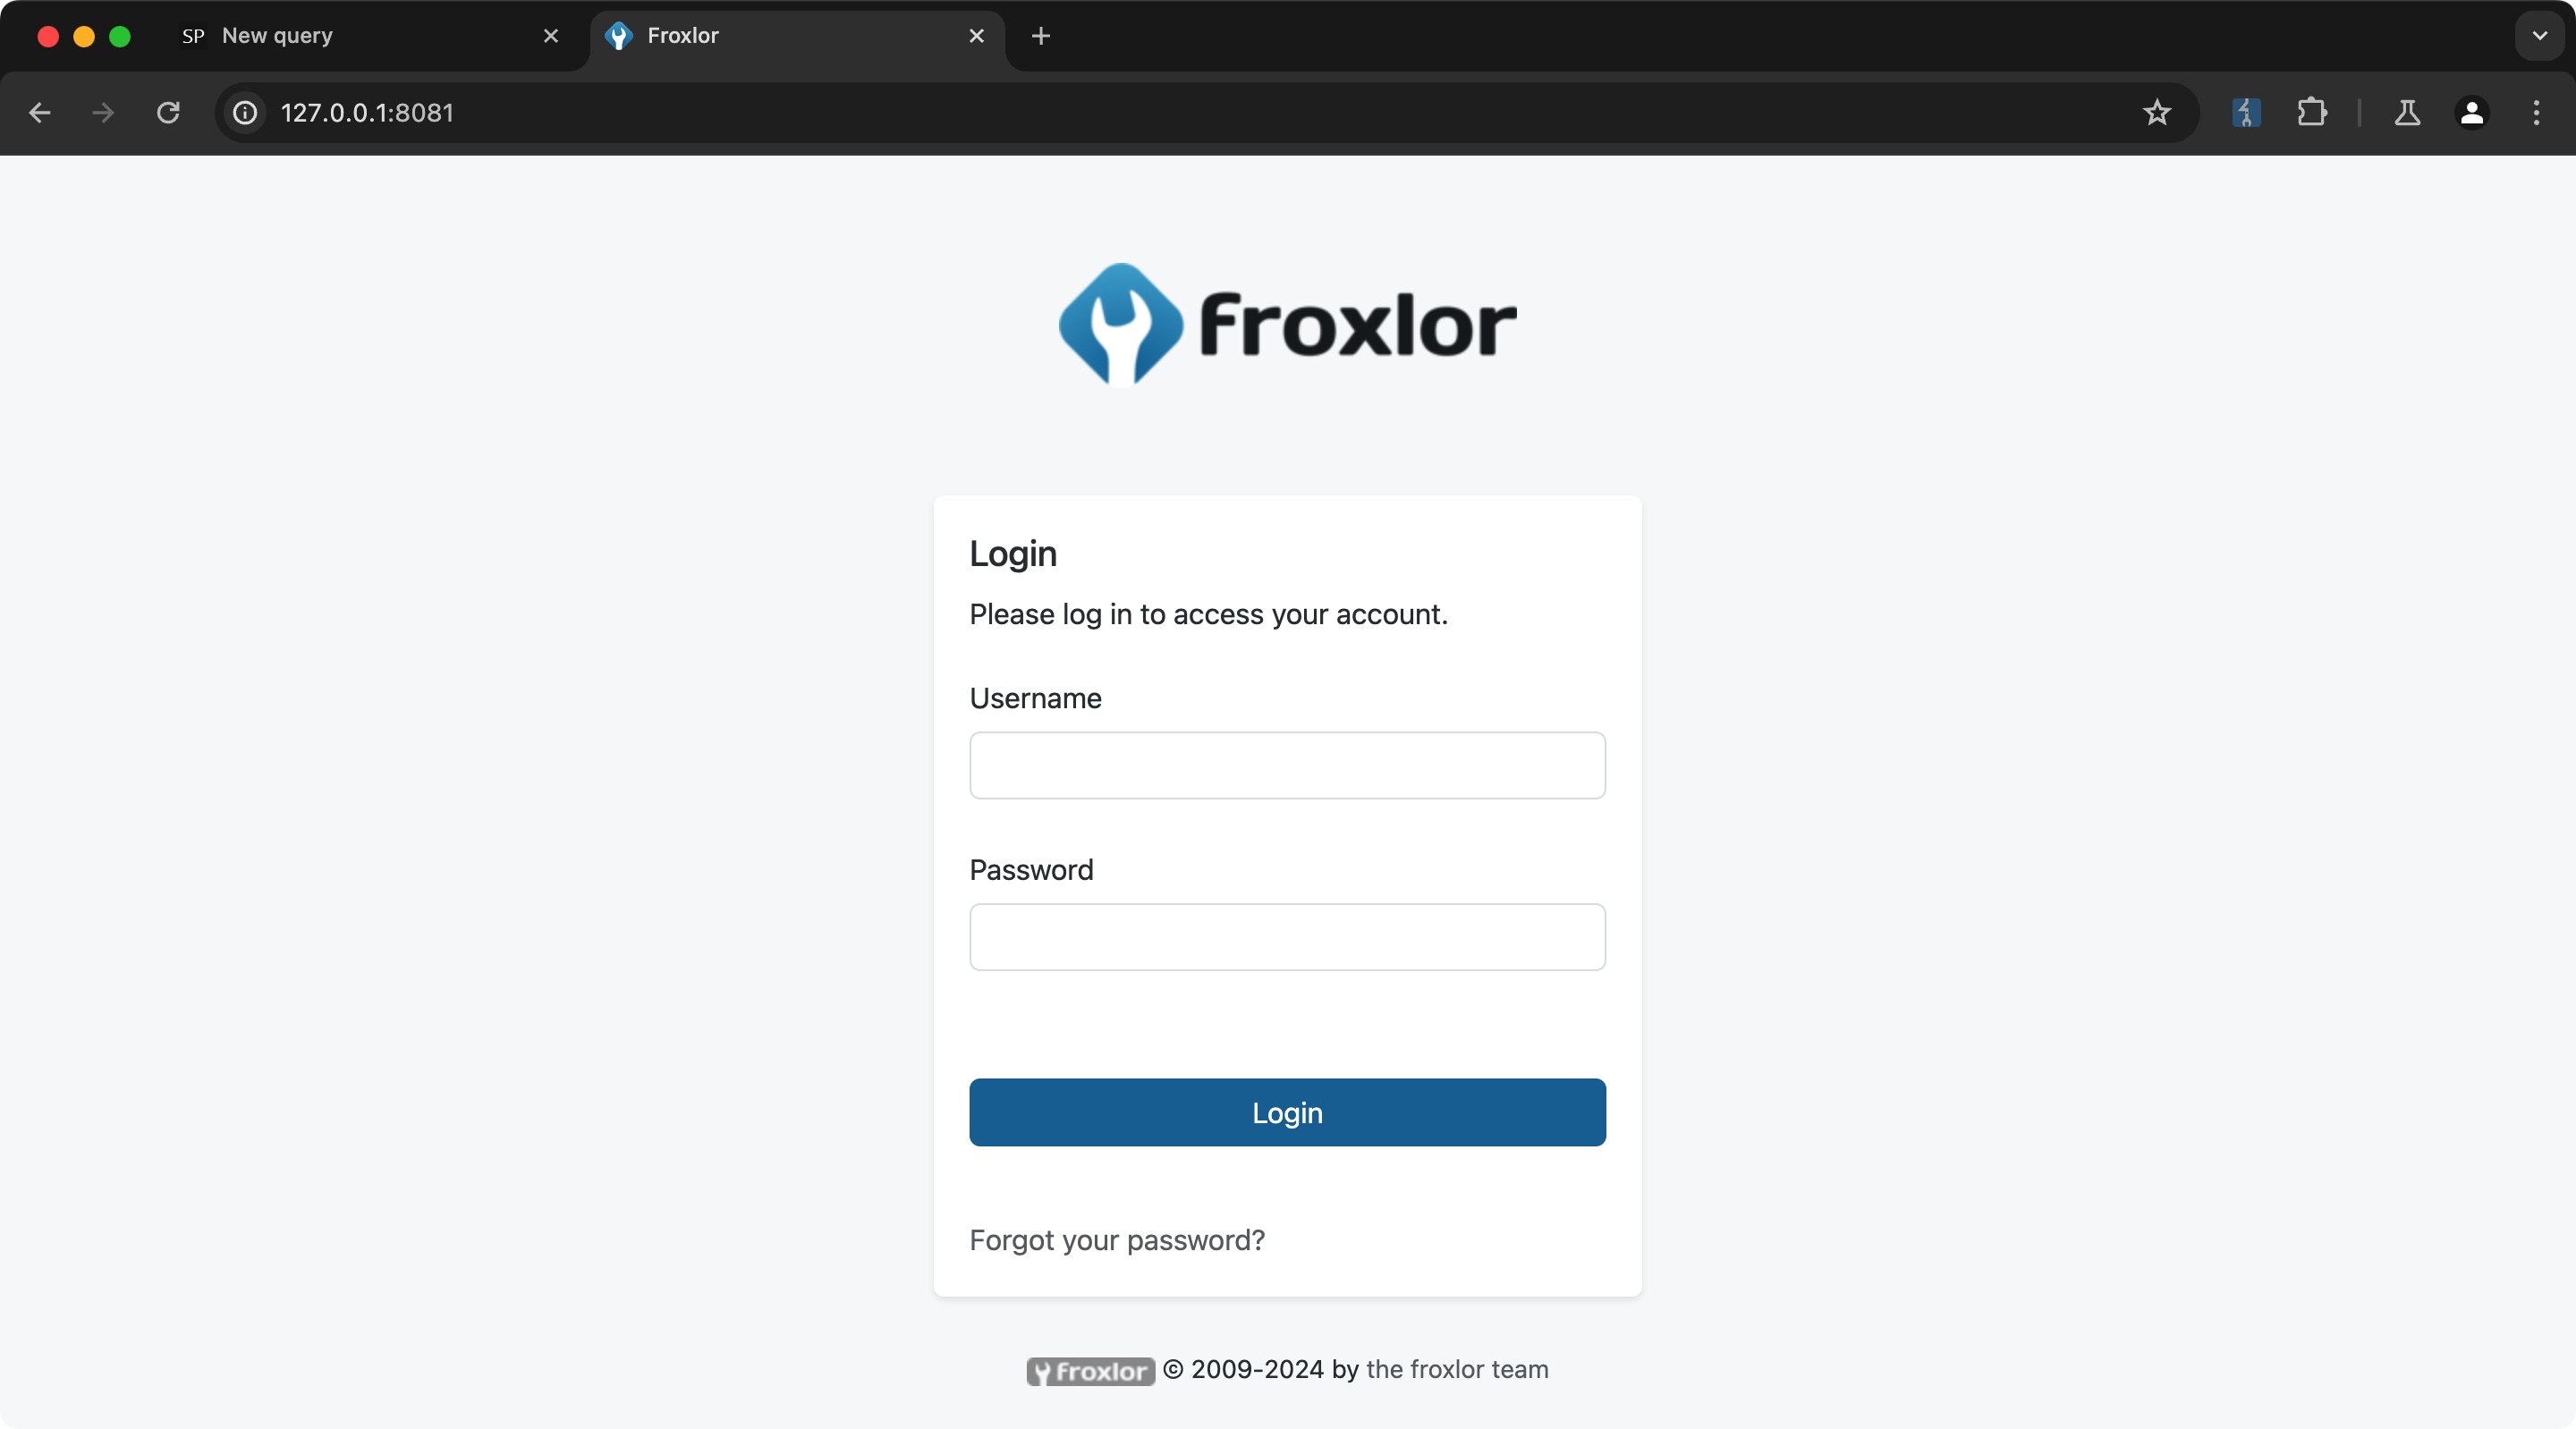 SP New query Froxlor
127.0.0.1:8081
froxlor
Login
Please log in to access your account.
Username
Password
Login
Forgot your password?
froxlor © 2009-2024 by the froxlor team